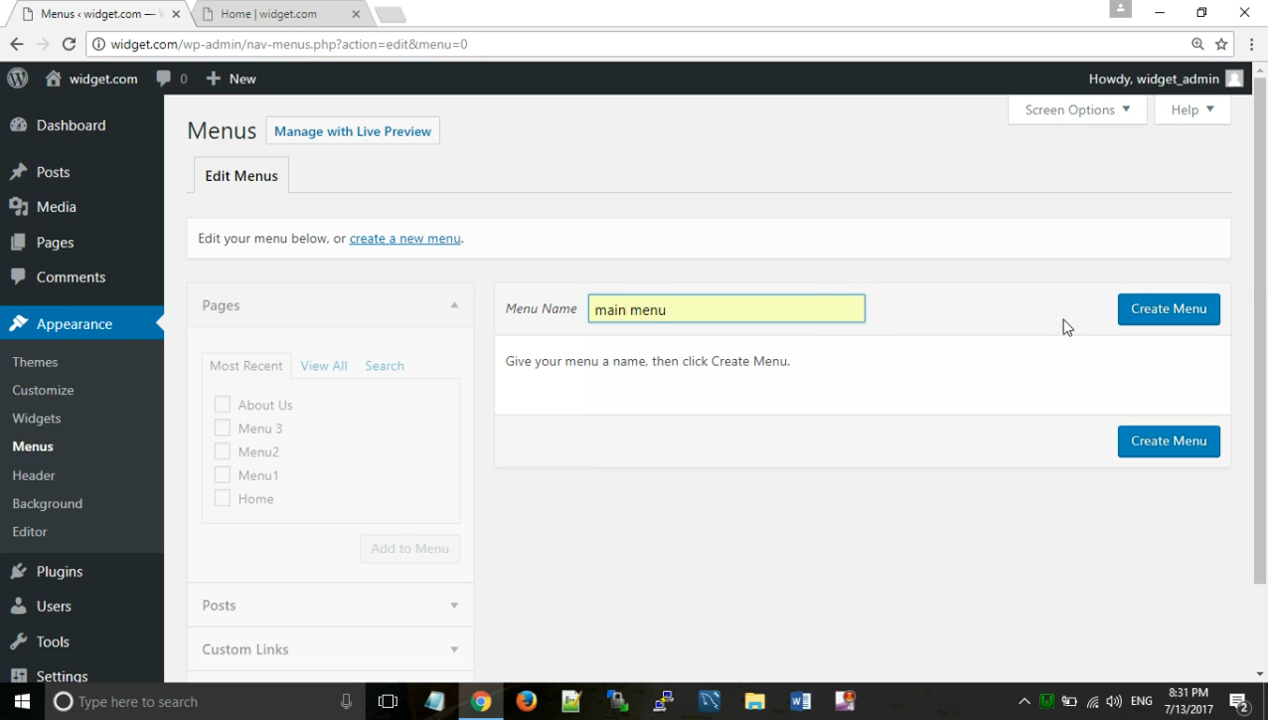 Menus ‹ widget.com —
Home | widget.com
widget.com/wp-admin/nav-menus.php?action=edit&menu=0
widget.com
0
New
Howdy, widget_admin
Screen Options
Help
Dashboard
Posts
Media
Pages
Comments
Appearance
Themes
Customize
Widgets
Menus
Header
Background
Editor
Plugins
Users
Tools
Settings
Menus
Manage with Live Preview
Edit Menus
Edit your menu below, or create a new menu.
Pages
Most Recent View All Search
About Us
Menu 3
Menu2
Menu1
Home
Add to Menu
Posts
Custom Links
Menu Name main menu
Create Menu
Give your menu a name, then click Create Menu.
Create Menu
Type here to search
ENG
8:31 PM
7/13/2017
2